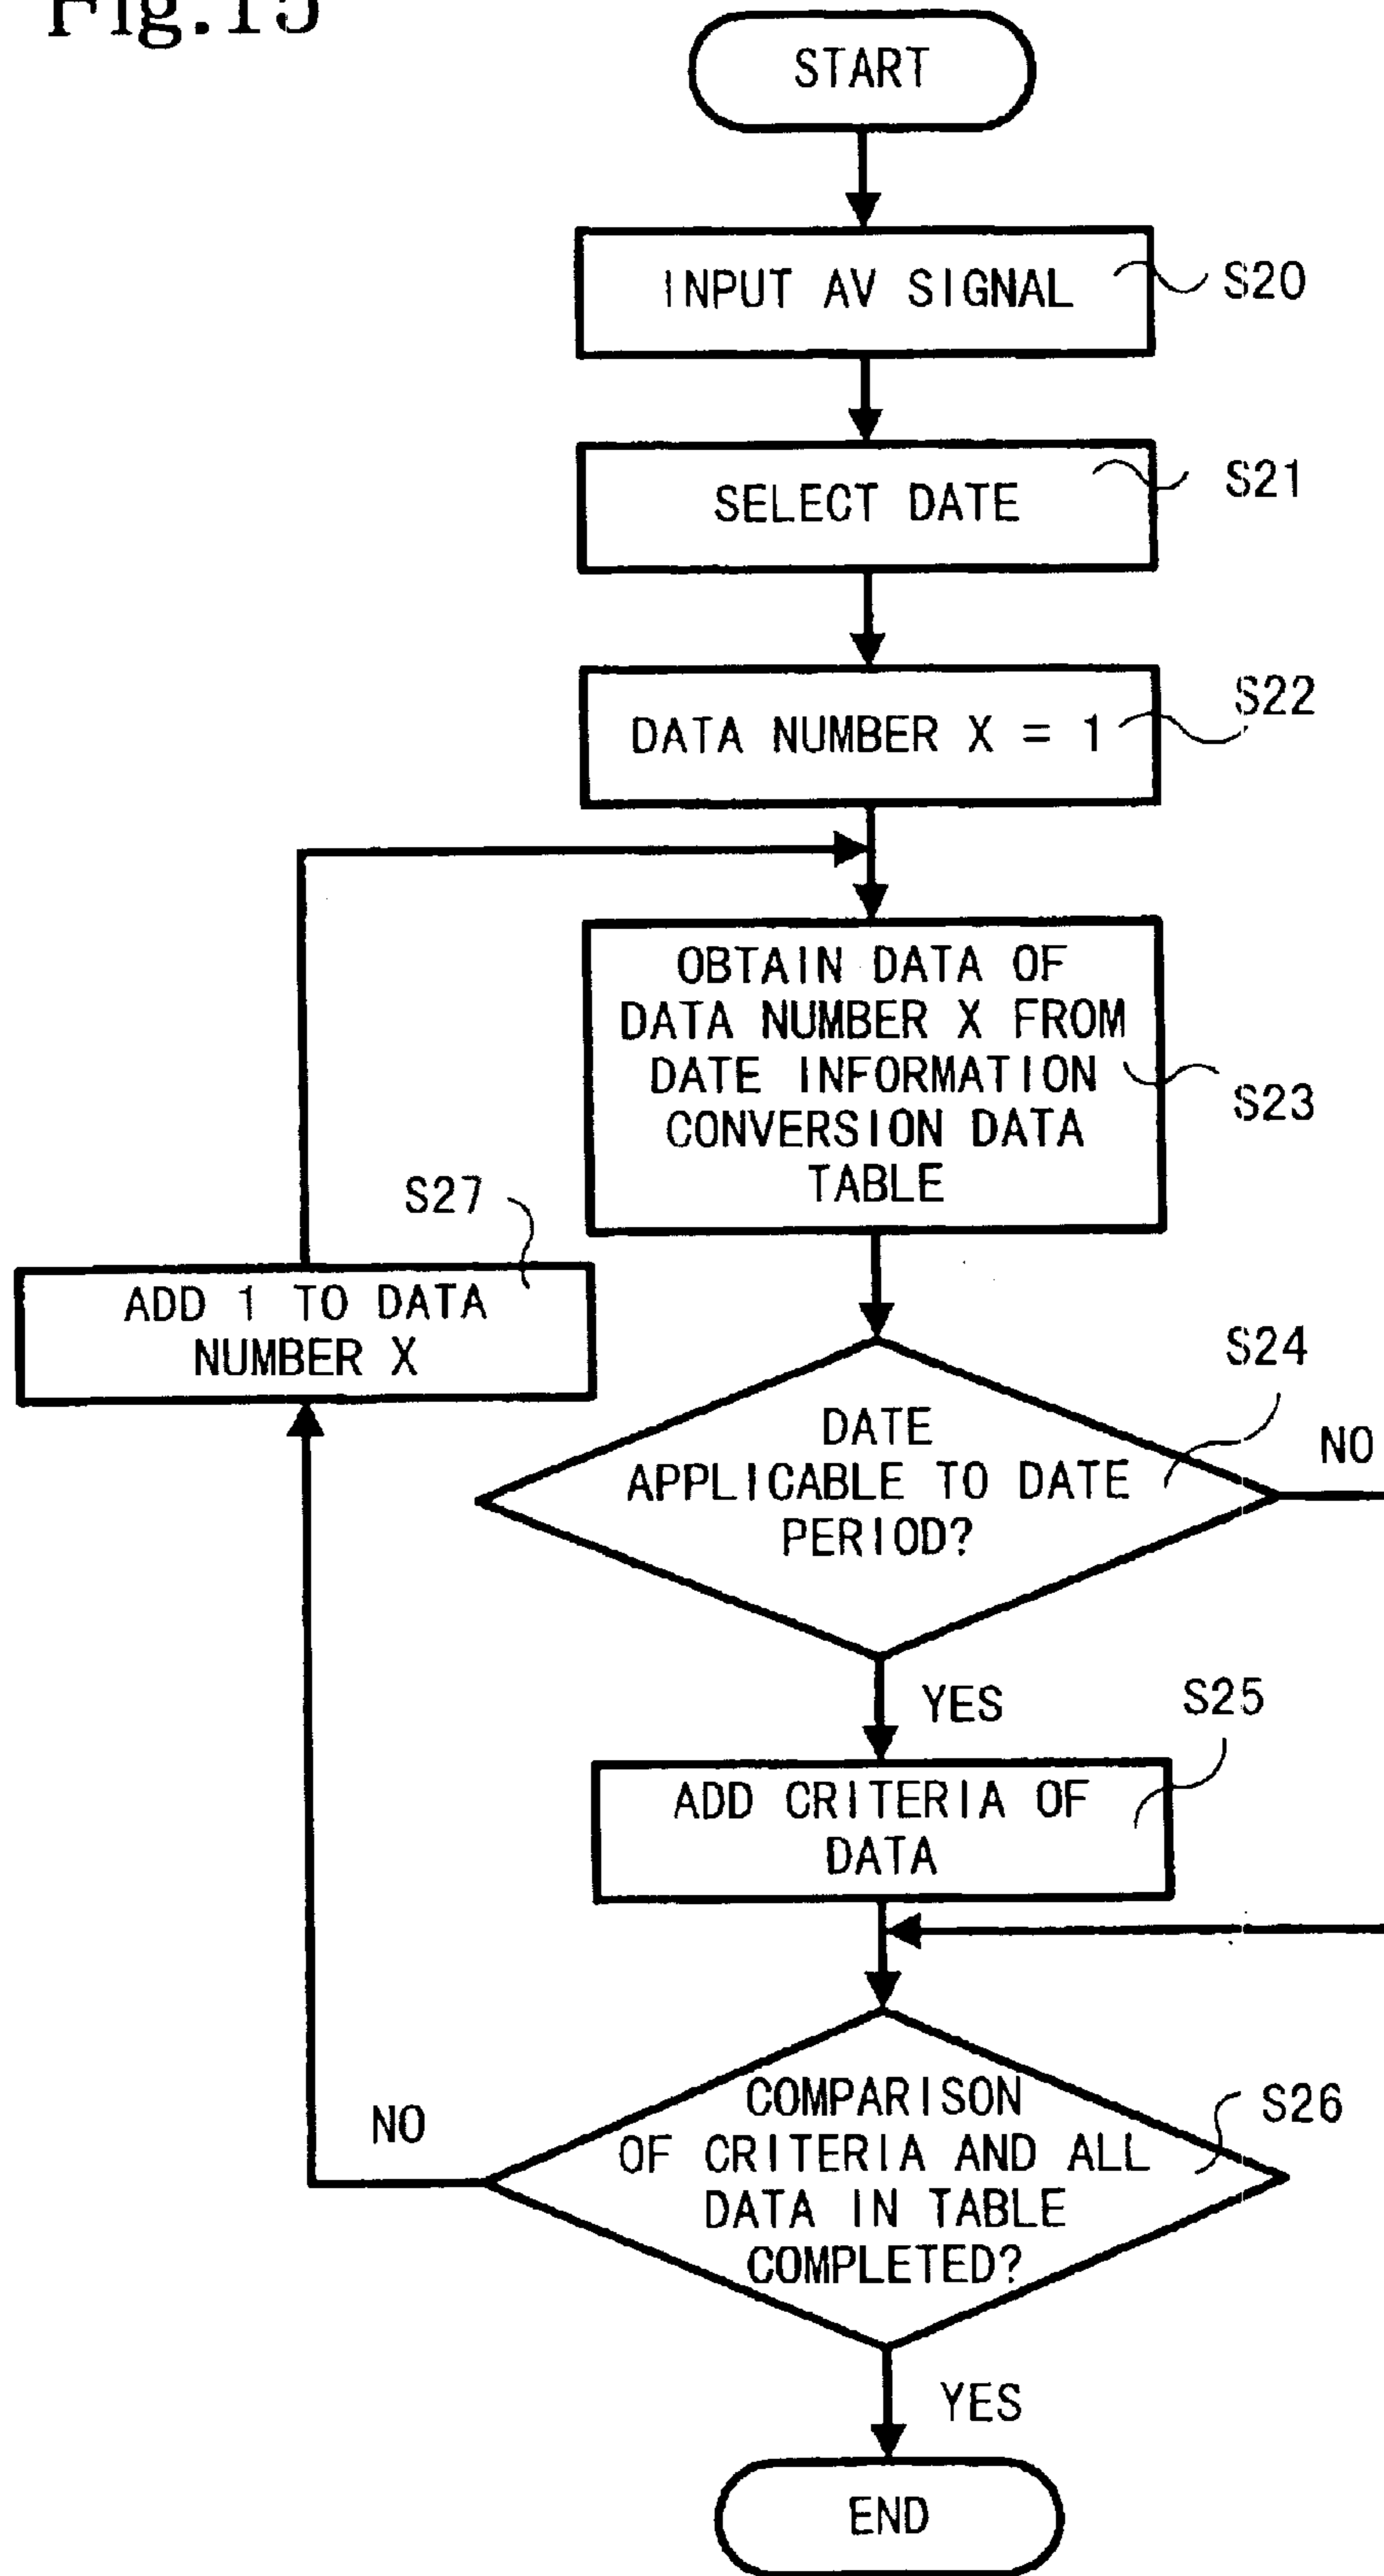 Fig.15
START
INPUT AV SIGNAL
S20
SELECT DATE
S21
DATA NUMBER X = 1
S22
OBTAIN DATA OF
DATA NUMBER X FROM
DATE INFORMATION
CONVERSION DATA
TABLE
S23
S27
ADD 1 TO DATA
NUMBER X
S24
DATE
APPLICABLE TO DATE
PERIOD?
NO
YES
S25
ADD CRITERIA OF
DATA
COMPARISON
OF CRITERIA AND ALL
DATA IN TABLE
COMPLETED?
S26
NO
YES
END